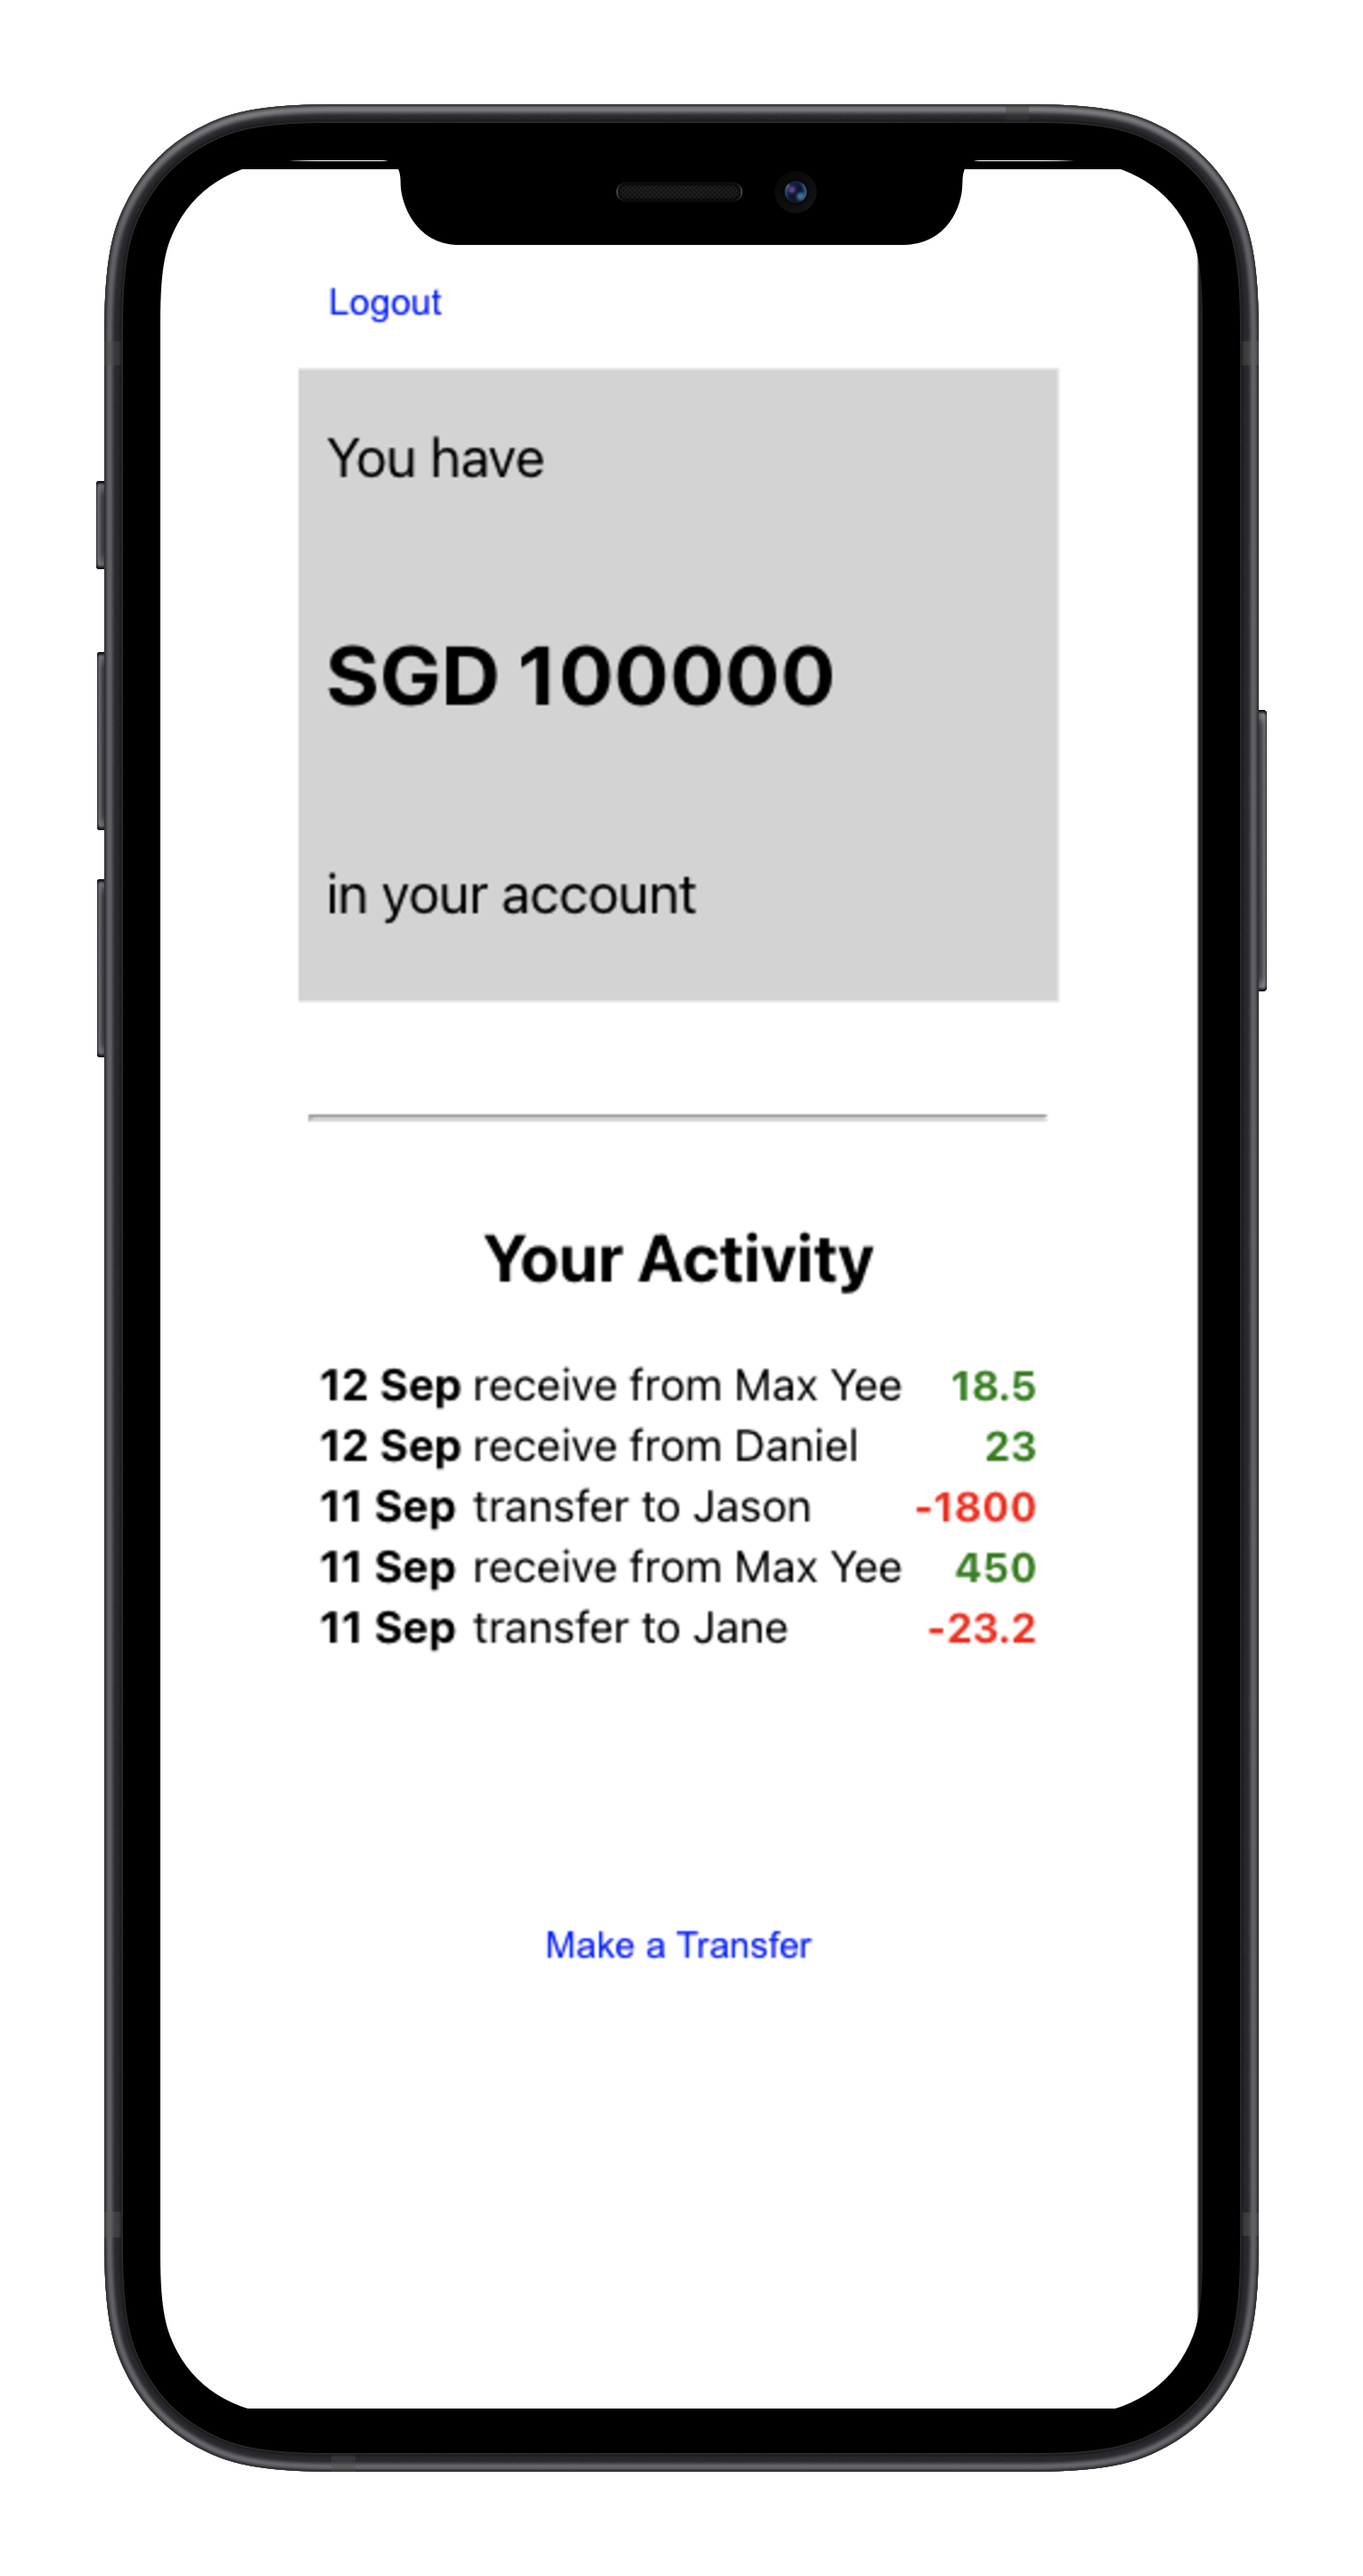 Logout
You have
SGD 100000
in your account
Your Activity
12 Sep receive from Max Yee 18.5
12 Sep receive from Daniel 23
11 Sep transfer to Jason -1800
11 Sep receive from Max Yee 450
11 Sep transfer to Jane -23.2
Make a Transfer